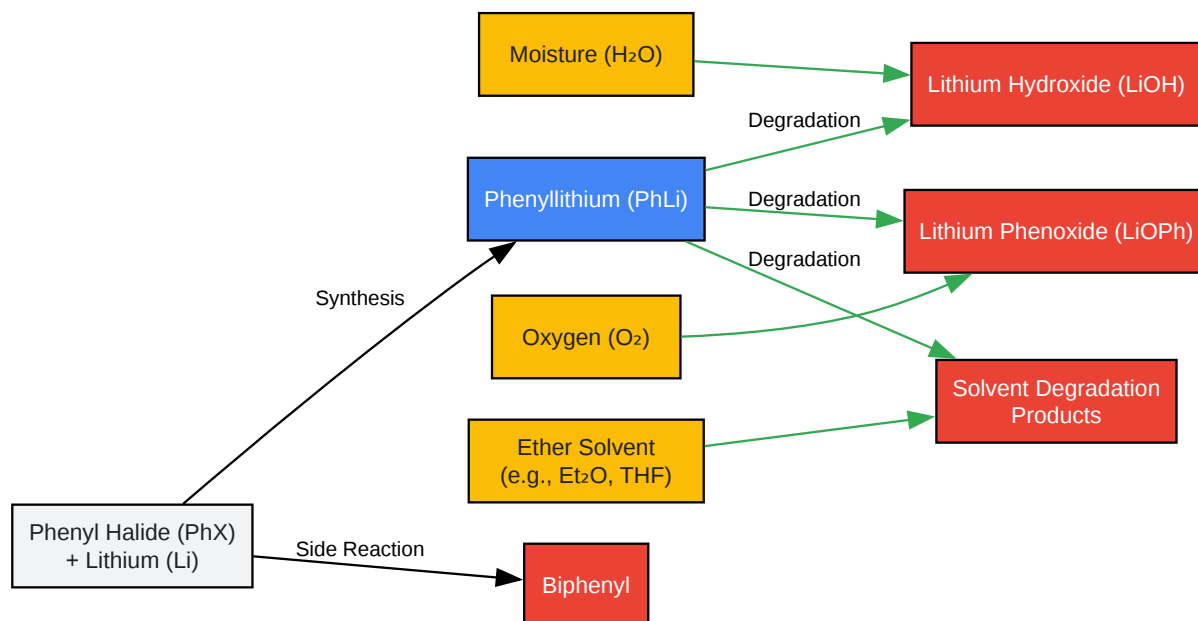 Moisture (H₂O)
Lithium Hydroxide (LiOH)
Degradation
Phenyllithium (PhLi)
Degradation
Lithium Phenoxide (LiOPh)
Degradation
Synthesis
Oxygen (O₂)
Solvent Degradation
Products
Ether Solvent
(e.g., Et₂O, THF)
Phenyl Halide (PhX)
+ Lithium (Li)
Side Reaction
Biphenyl